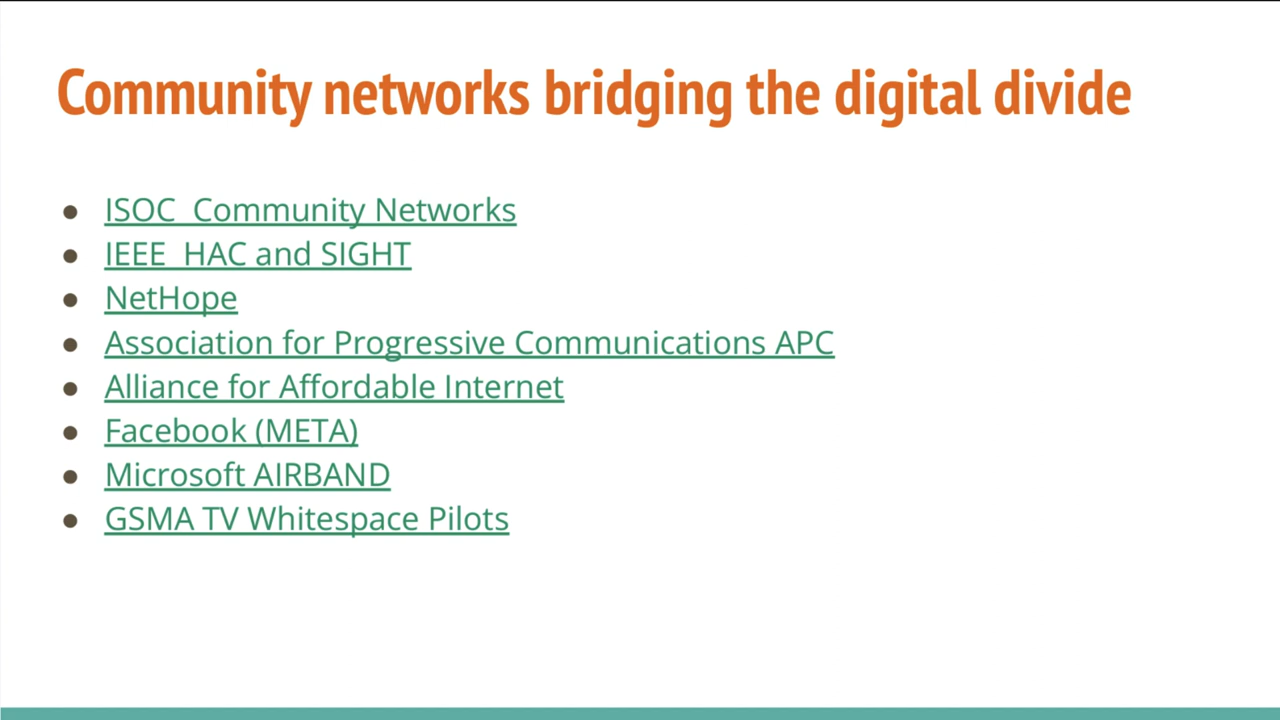 Community networks bridging the digital divide
● ISOC  Community Networks
● IEEE  HAC and SIGHT
● NetHope
● Association for Progressive Communications APC
● Alliance for Affordable Internet
● Facebook (META)
● Microsoft AIRBAND
● GSMA TV Whitespace Pilots